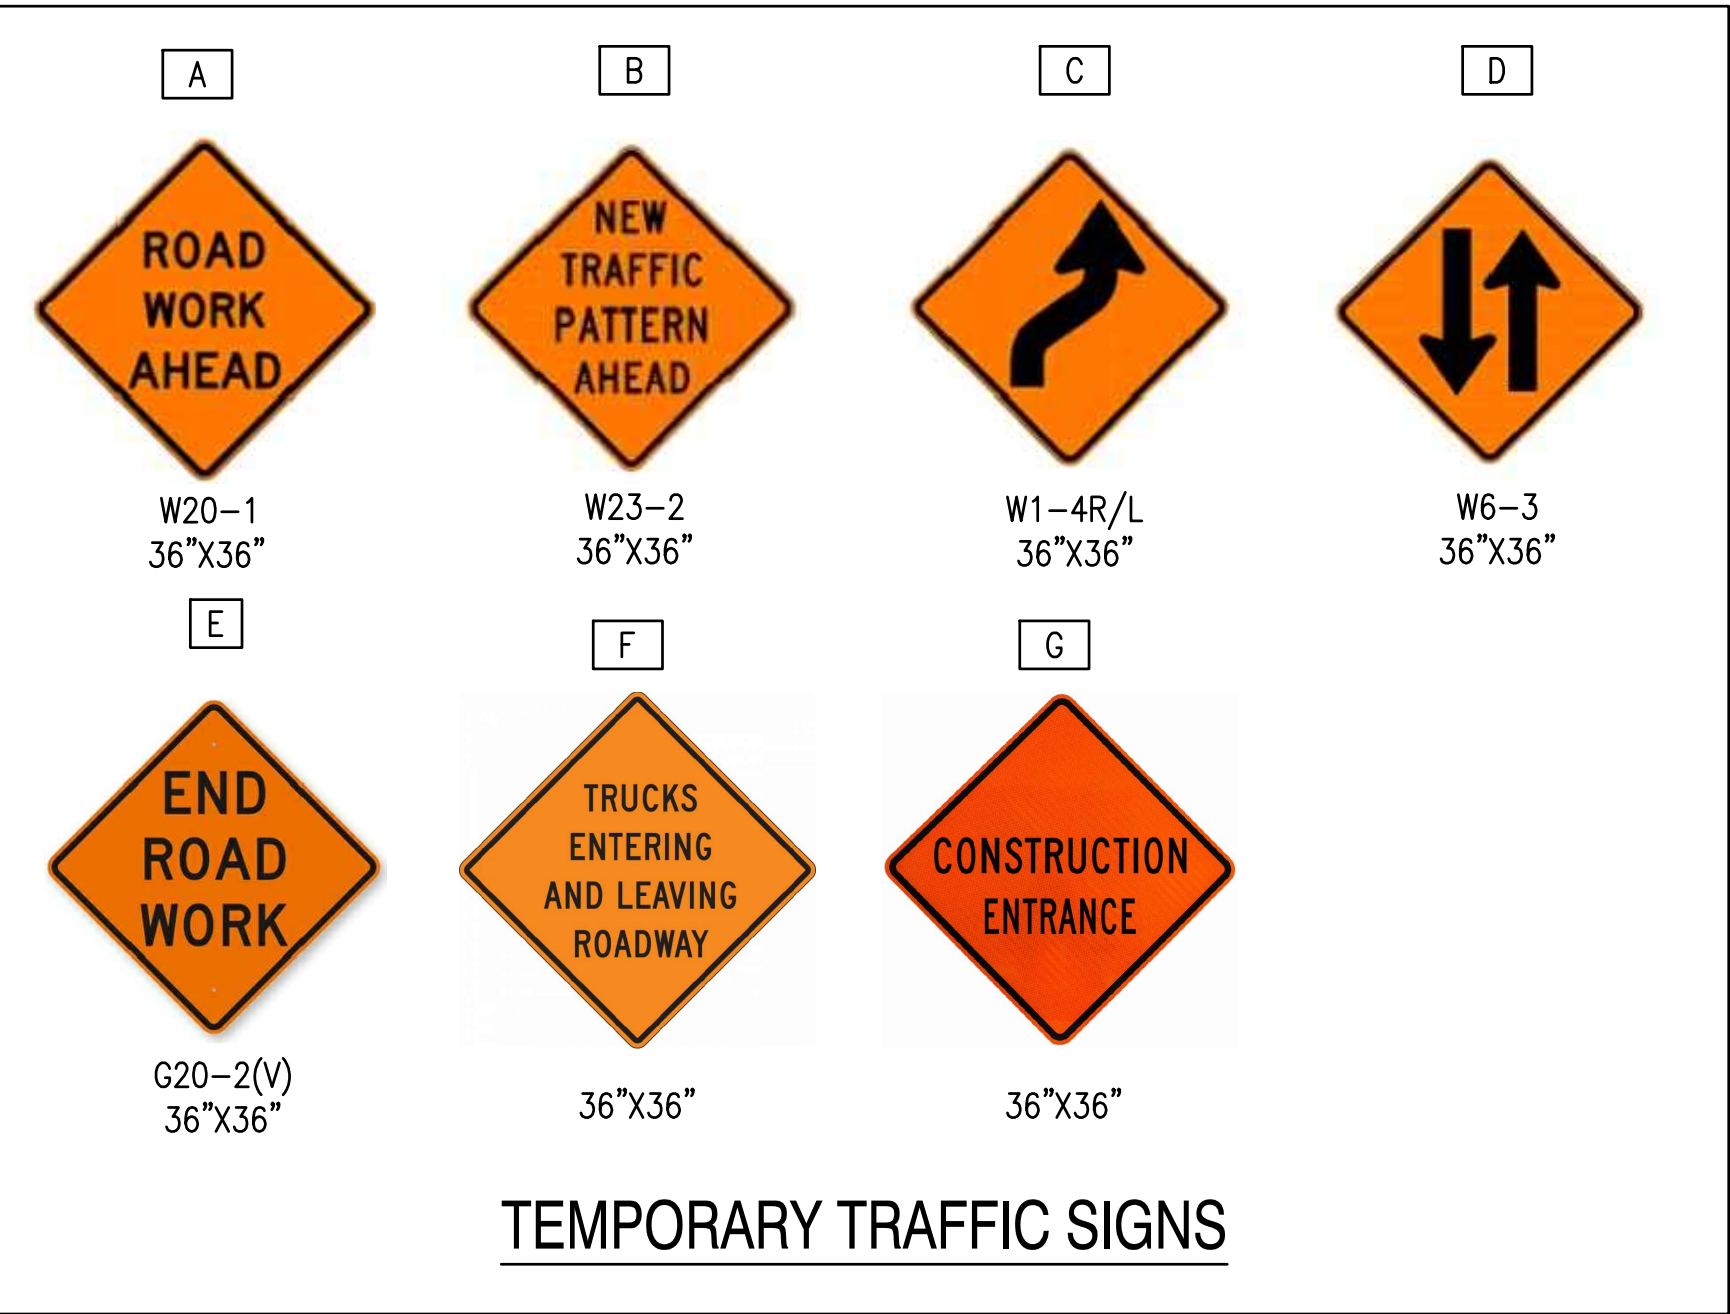 A
B
C
D
ROAD
WORK
AHEAD
NEW
TRAFFIC
PATTERN
AHEAD
W20-1
36"X36"
W23-2
36"X36"
W1-4R/L
36"X36"
W6-3
36"X36"
E
F
G
END
ROAD
WORK
TRUCKS
ENTERING
AND LEAVING
ROADWAY
CONSTRUCTION
ENTRANCE
G20-2(V)
36"X36"
36"X36"
36"X36"
TEMPORARY TRAFFIC SIGNS